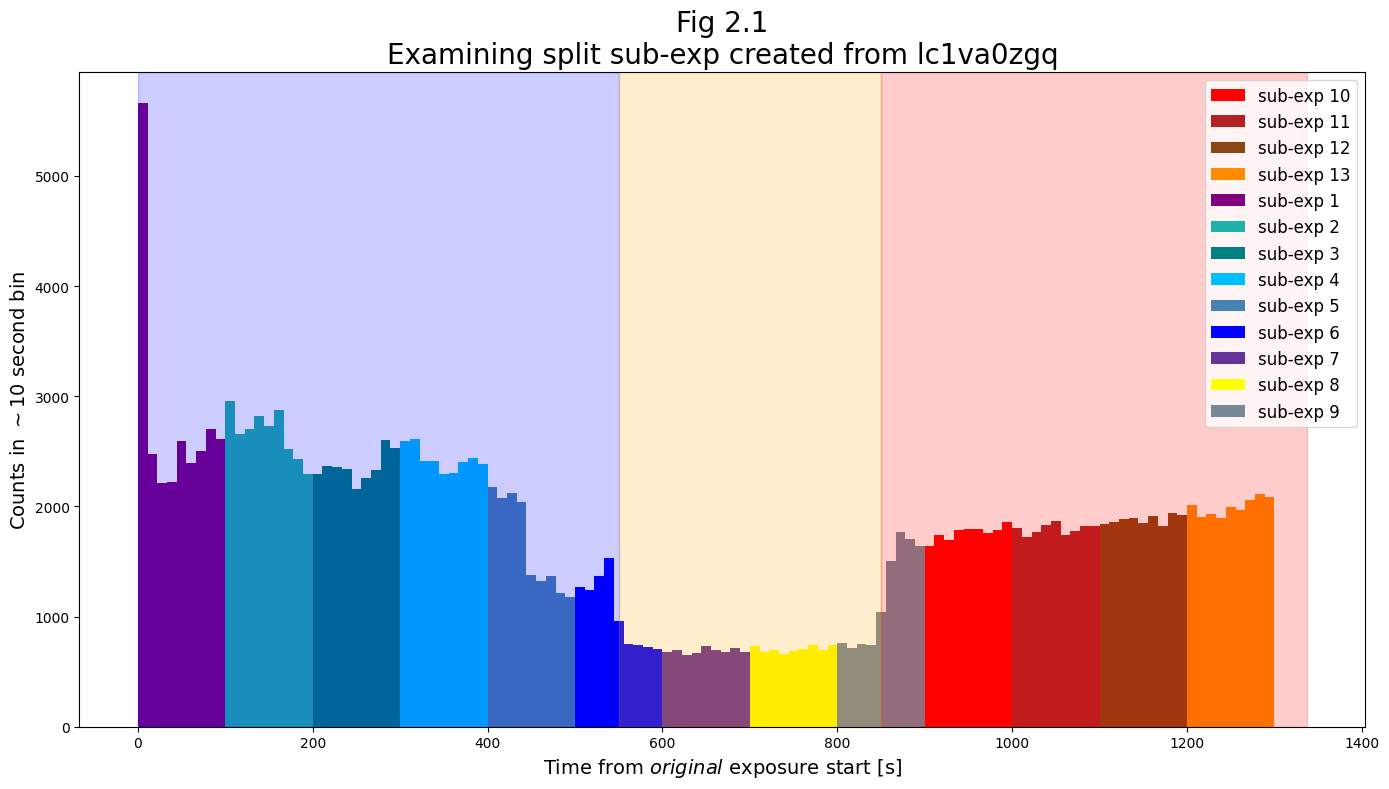 Fig 2.1
Examining split sub-exp created from lc1va0zgq
Counts in ~ 10 second bin
5000
4000
3000
2000
1000
0
sub-exp 10
sub-exp 11
sub-exp 12
sub-exp 13
sub-exp 1
sub-exp 2
sub-exp 3
sub-exp 4
sub-exp 5
sub-exp 6
sub-exp 7
sub-exp 8
sub-exp 9
0 200 400 600 800 1000 1200 1400
Time from original exposure start [s]